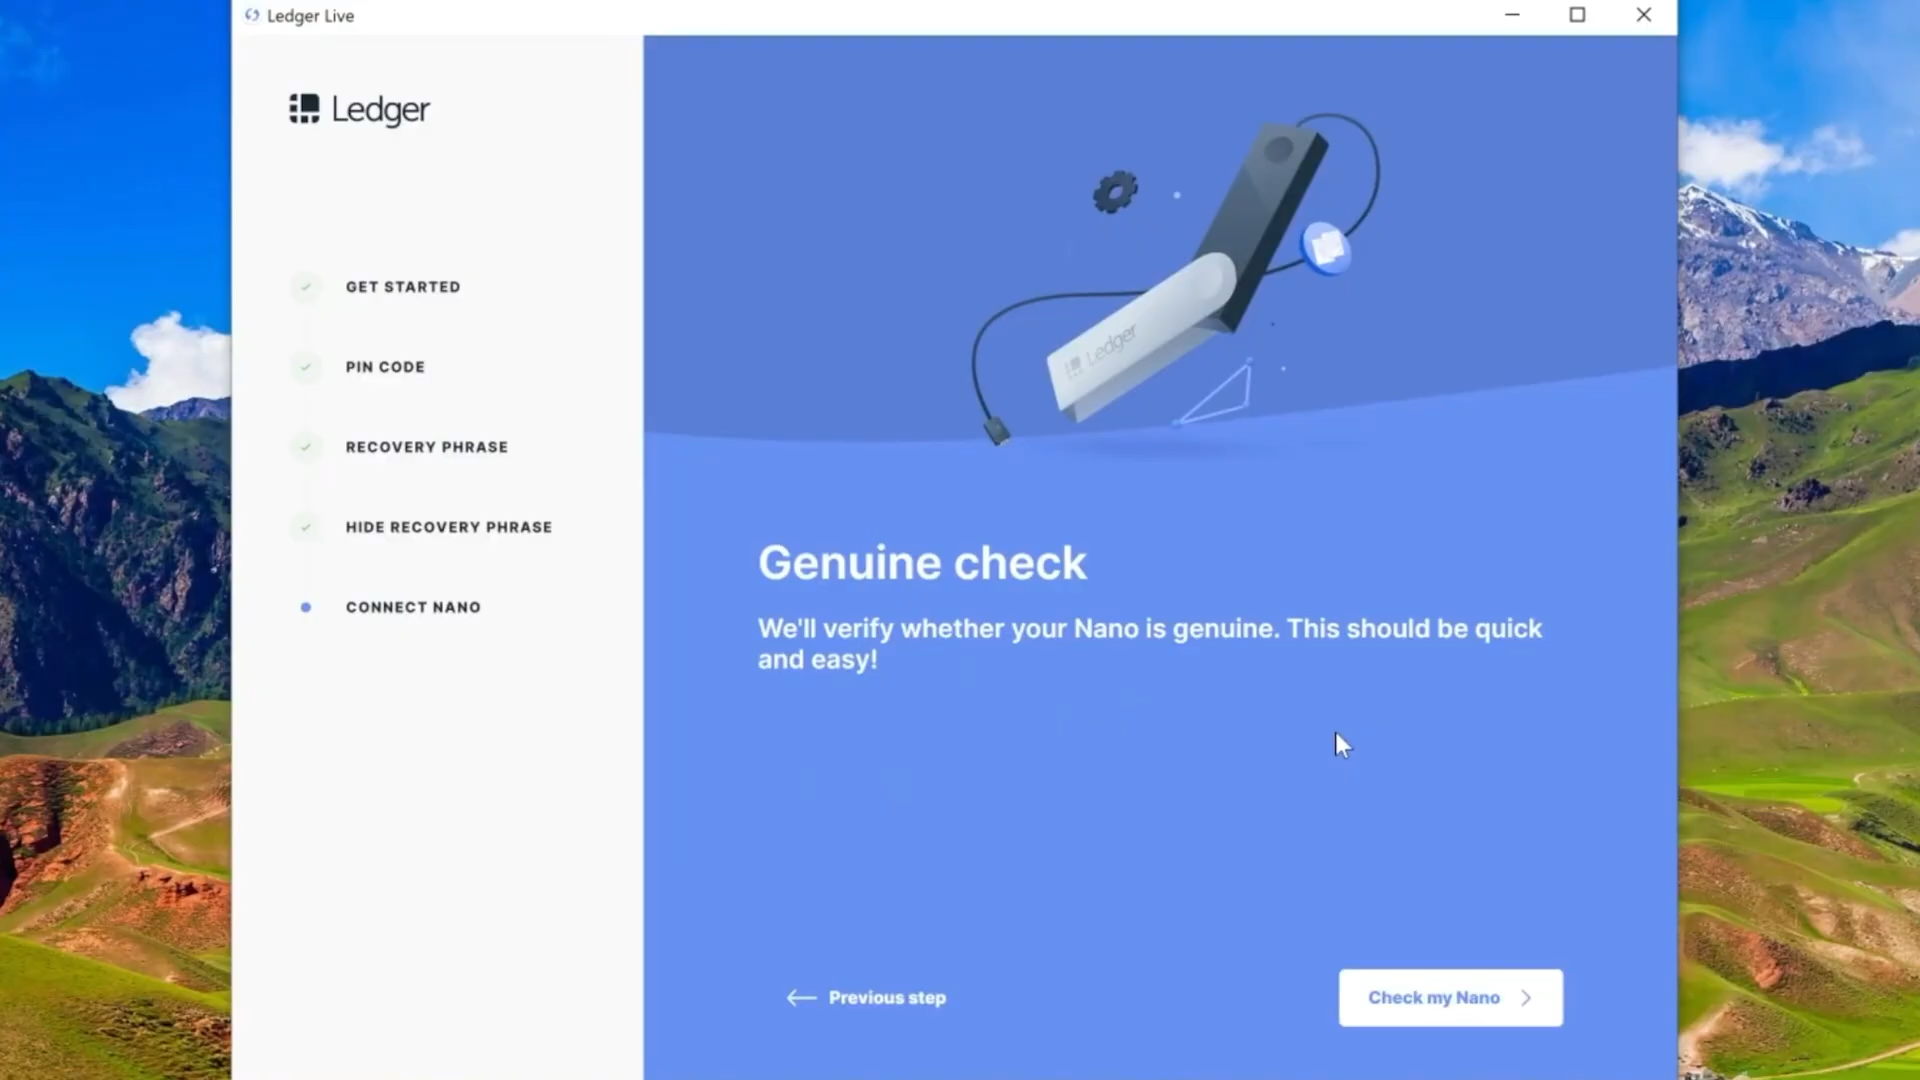 Ledger Live
Ledger
GET STARTED
PIN CODE
RECOVERY PHRASE
HIDE RECOVERY PHRASE
CONNECT NANO
Ledger
Genuine check
We'll verify whether your Nano is genuine. This should be quick
and easy!
Previous step
Check my Nano